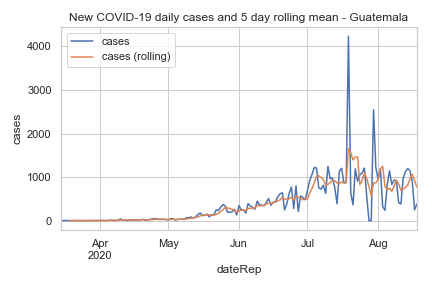 New COVID-19 daily cases and 5 day rolling mean - Guatemala
cases
cases (rolling)
4000
3000
2000
1000
0
cases
Apr
2020
May
Jun
Jul
Aug
dateRep